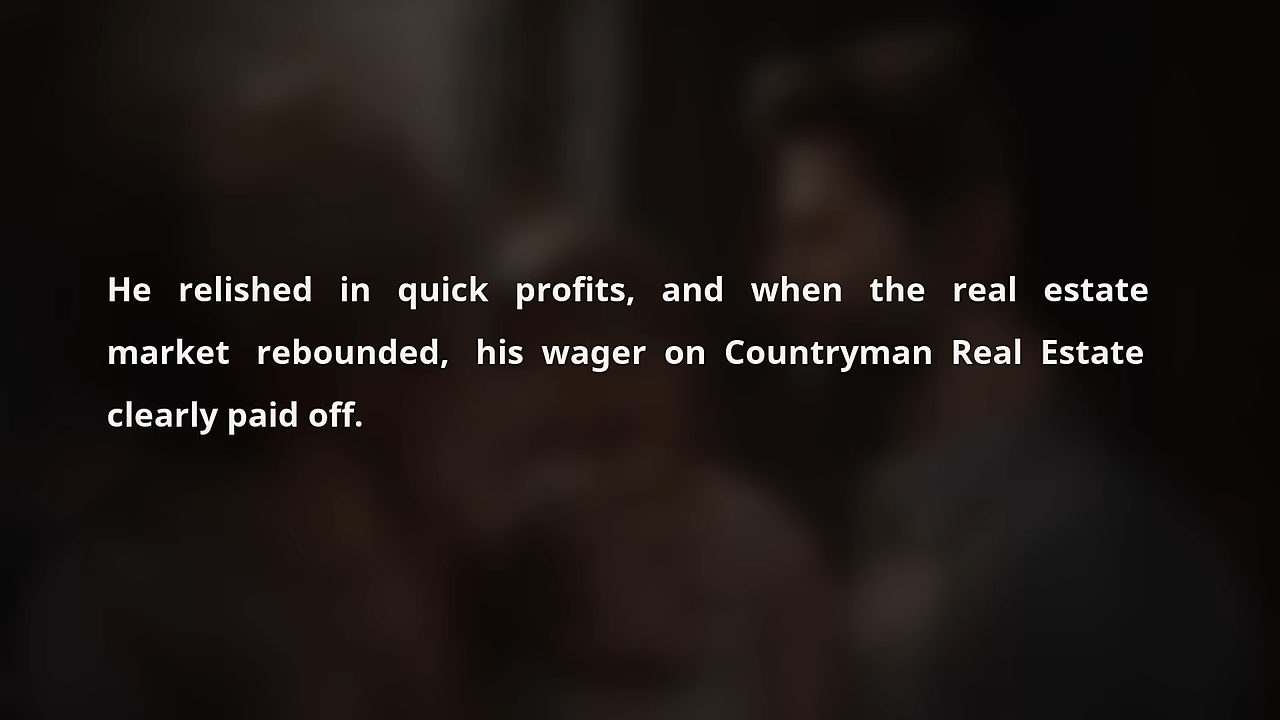 He relished in quick profits, and when the real estate
market rebounded, his wager on Countryman Real Estate
clearly paid off.